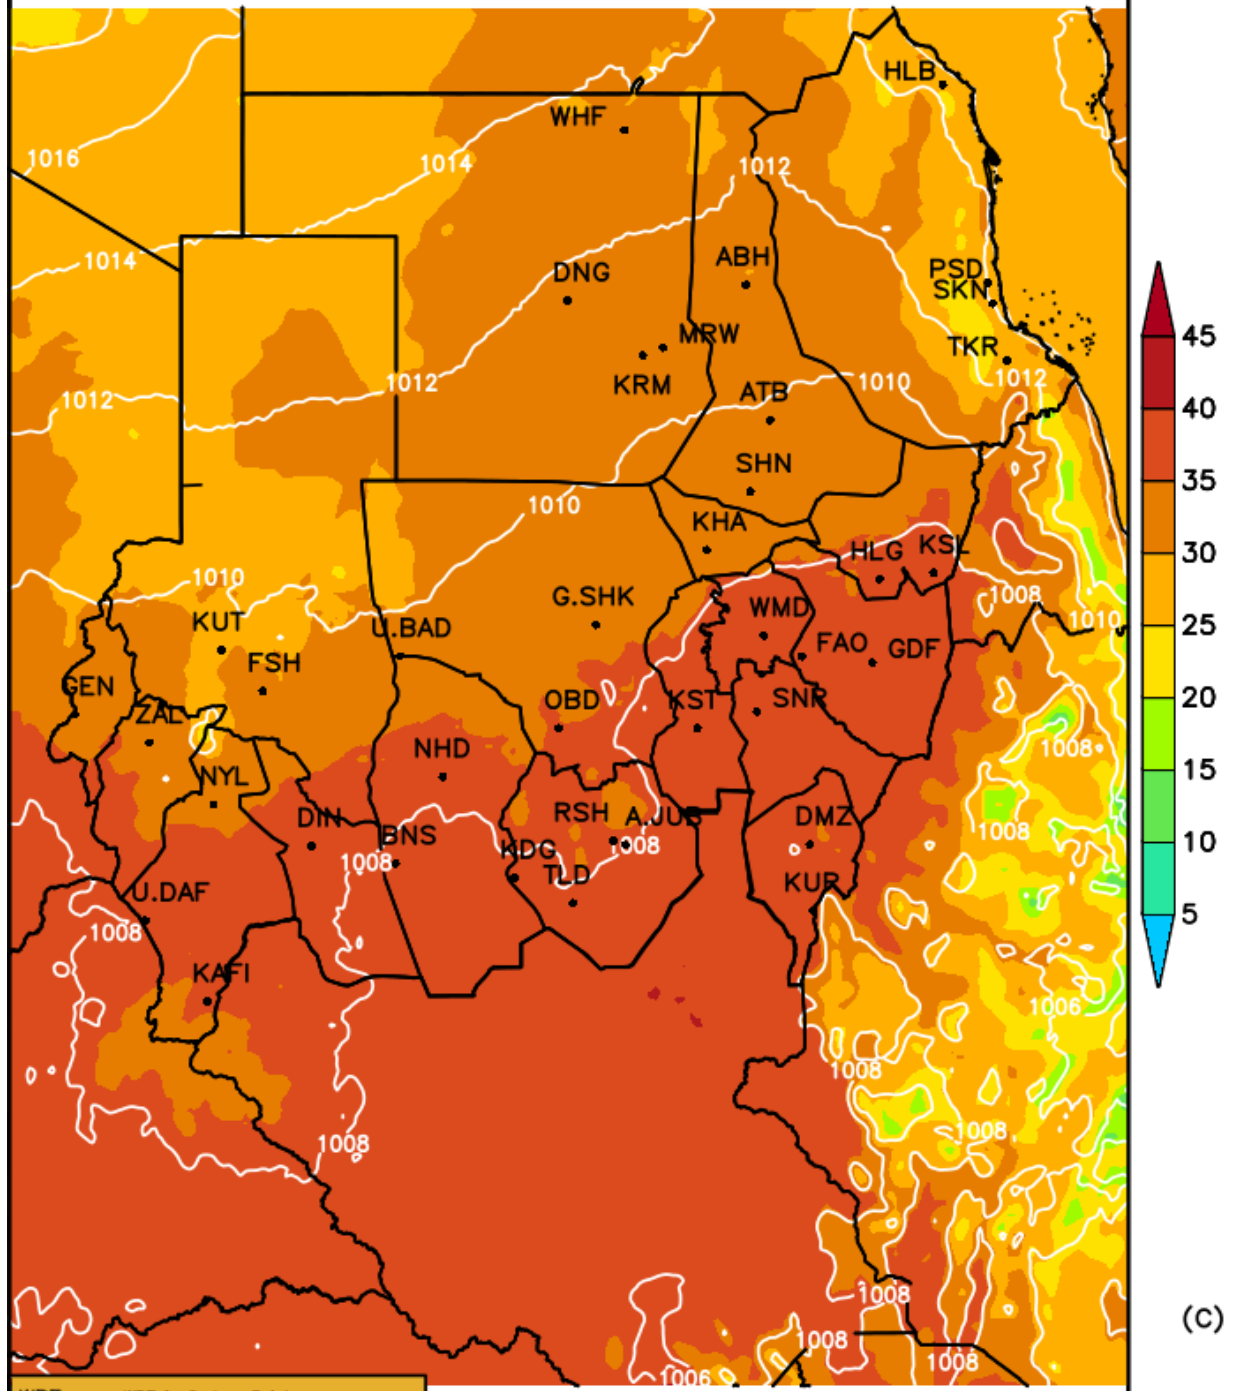 HLB
WHF
1016
1014
1012
ABH
1014
DNG
PSD
SKN
MRW
45
TKR
KRM
1012
1010
1012
ATB
1012
40
SHN
35
1010
KHA
HLG
KSL
30
1010
1008
G.SHK
WMD
1010
KUT
U.BAD
FAO
GDF
25
FSH
GEN
OBD
KST
SNR
20
ZAL
NHD
1008
NYL
15
DIN
RSH
A.JUB
DMZ
1008
BNS
1008
KDG
1008
10
TLD
KUR
U.DAF
5
1008
KAFI
1006
1008
1008
1008
1008
(C)
1008
1008
1006